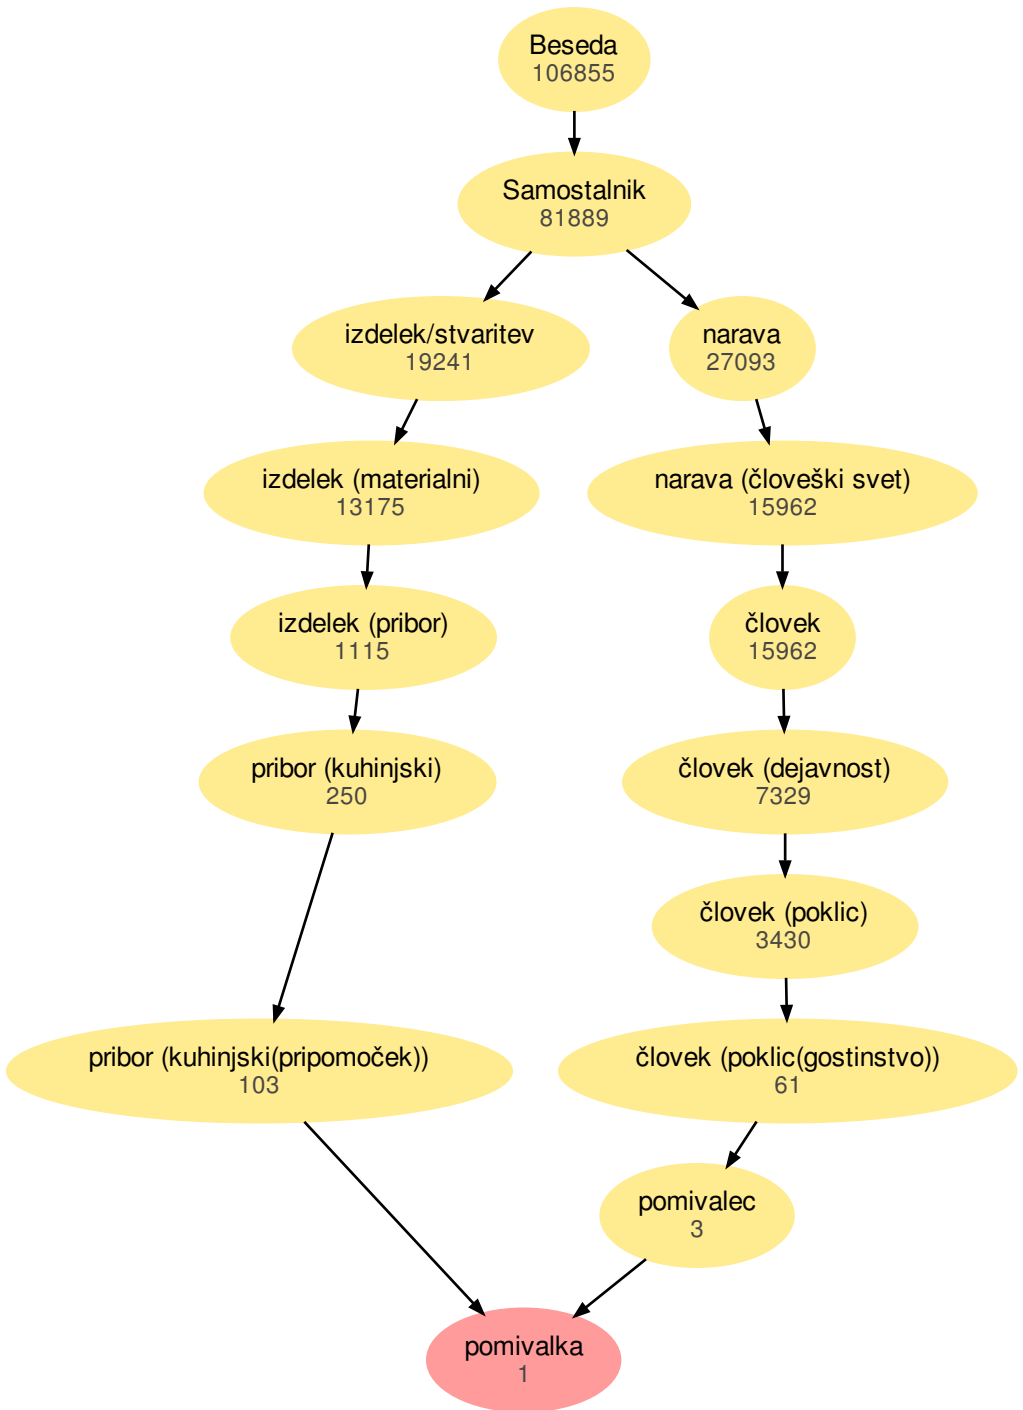 Beseda
106855
Samostalnik
81889
izdelek/stvaritev
19241
narava
27093
izdelek (materialni)
13175
narava (človeški svet)
15962
izdelek (pribor)
1115
človek
15962
pribor (kuhinjski)
250
človek (dejavnost)
7329
človek (poklic)
3430
pribor (kuhinjski(pripomoček))
103
človek (poklic(gostinstvo))
61
pomivalec
3
pomivalka
1